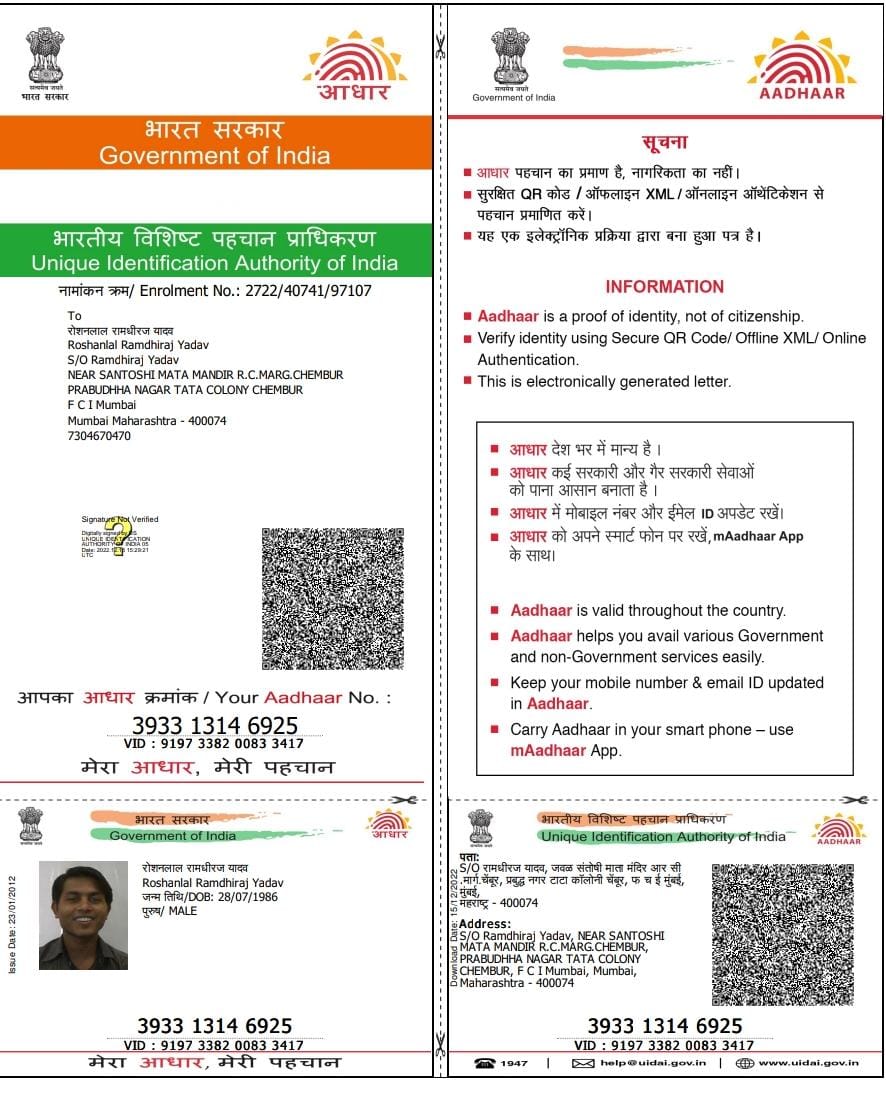 सत्यमेव जयते
भारत सरकार
आधार
भारत सरकार
Government of India
भारतीय विशिष्ट पहचान प्राधिकरण
Unique Identification Authority of India
नामांकन क्रम/ Enrolment No.: 2722/40741/97107
To
रोशनलाल रामधीरज यादव
Roshanlal Ramdhiraj Yadav
S/O Ramdhiraj Yadav
NEAR SANTOSHI MATA MANDIR R.C.MARG.CHEMBUR
PRABUDHHA NAGAR TATA COLONY CHEMBUR
F C I Mumbai
Mumbai Maharashtra - 400074
7304670470
Signature Not Verified
Digitally signed by DS
UNIQUE IDENTIFICATION
AUTHORITY OF INDIA 05
Date: 2022.12.15 15:29:21
UTC
आपका आधार क्रमांक / Your Aadhaar No. :
3933 1314 6925
VID : 9197 3382 0083 3417
मेरा आधार, मेरी पहचान
सत्यमेव जयते
Government of India
AADHAAR
सूचना
आधार पहचान का प्रमाण है, नागरिकता का नहीं।
सुरक्षित QR कोड / ऑफलाइन XML / ऑनलाइन ऑथेंटिकेशन से
पहचान प्रमाणित करें।
यह एक इलेक्ट्रॉनिक प्रक्रिया द्वारा बना हुआ पत्र है।
INFORMATION
Aadhaar is a proof of identity, not of citizenship.
Verify identity using Secure QR Code/ Offline XML/ Online
Authentication.
This is electronically generated letter.
आधार देश भर में मान्य है ।
आधार कई सरकारी और गैर सरकारी सेवाओं
को पाना आसान बनाता है ।
आधार में मोबाइल नंबर और ईमेल ID अपडेट रखें।
आधार को अपने स्मार्ट फोन पर रखें, mAadhaar App
के साथ।
Aadhaar is valid throughout the country.
Aadhaar helps you avail various Government
and non-Government services easily.
Keep your mobile number & email ID updated
in Aadhaar.
Carry Aadhaar in your smart phone – use
mAadhaar App.
भारत सरकार
Government of India
आधार
Issue Date: 23/01/2012
रोशनलाल रामधीरज यादव
Roshanlal Ramdhiraj Yadav
जन्म तिथि/DOB: 28/07/1986
पुरुष/ MALE
3933 1314 6925
VID : 9197 3382 0083 3417
मेरा आधार, मेरी पहचान
भारतीय विशिष्ट पहचान प्राधिकरण
Unique Identification Authority of India
AADHAAR
Download Date: 15/12/2022
पता:
S/O रामधीरज यादव, जवळ संतोषी माता मंदिर आर सी
.मार्ग.चेंबूर, प्रबुद्ध नगर टाटा कॉलोनी चेंबूर, फ च ई मुंबई,
मुंबई,
महराष्ट्र - 400074
Address:
S/O Ramdhiraj Yadav, NEAR SANTOSHI
MATA MANDIR R.C.MARG.CHEMBUR,
PRABUDHHA NAGAR TATA COLONY
CHEMBUR, F C I Mumbai, Mumbai,
Maharashtra - 400074
3933 1314 6925
VID : 9197 3382 0083 3417
1947 | help@uidai.gov.in | www.uidai.gov.in